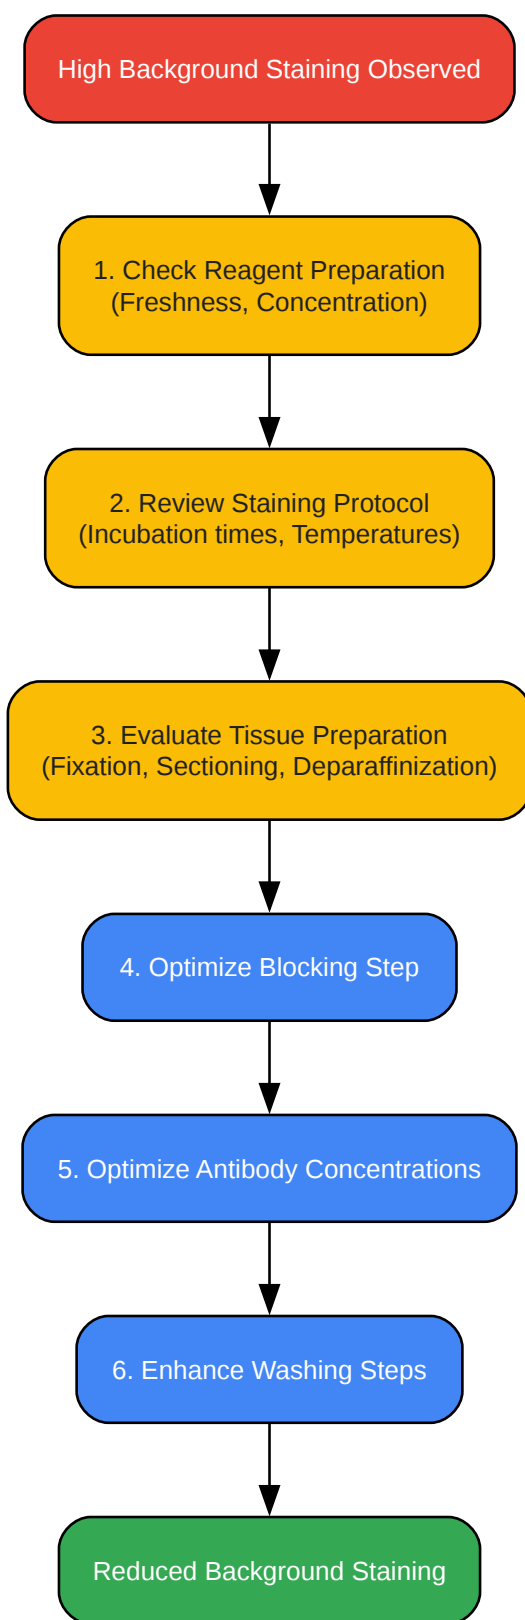 High Background Staining Observed
1. Check Reagent Preparation
(Freshness, Concentration)
2. Review Staining Protocol
(Incubation times, Temperatures)
3. Evaluate Tissue Preparation
(Fixation, Sectioning, Deparaffinization)
4. Optimize Blocking Step
5. Optimize Antibody Concentrations
6. Enhance Washing Steps
Reduced Background Staining